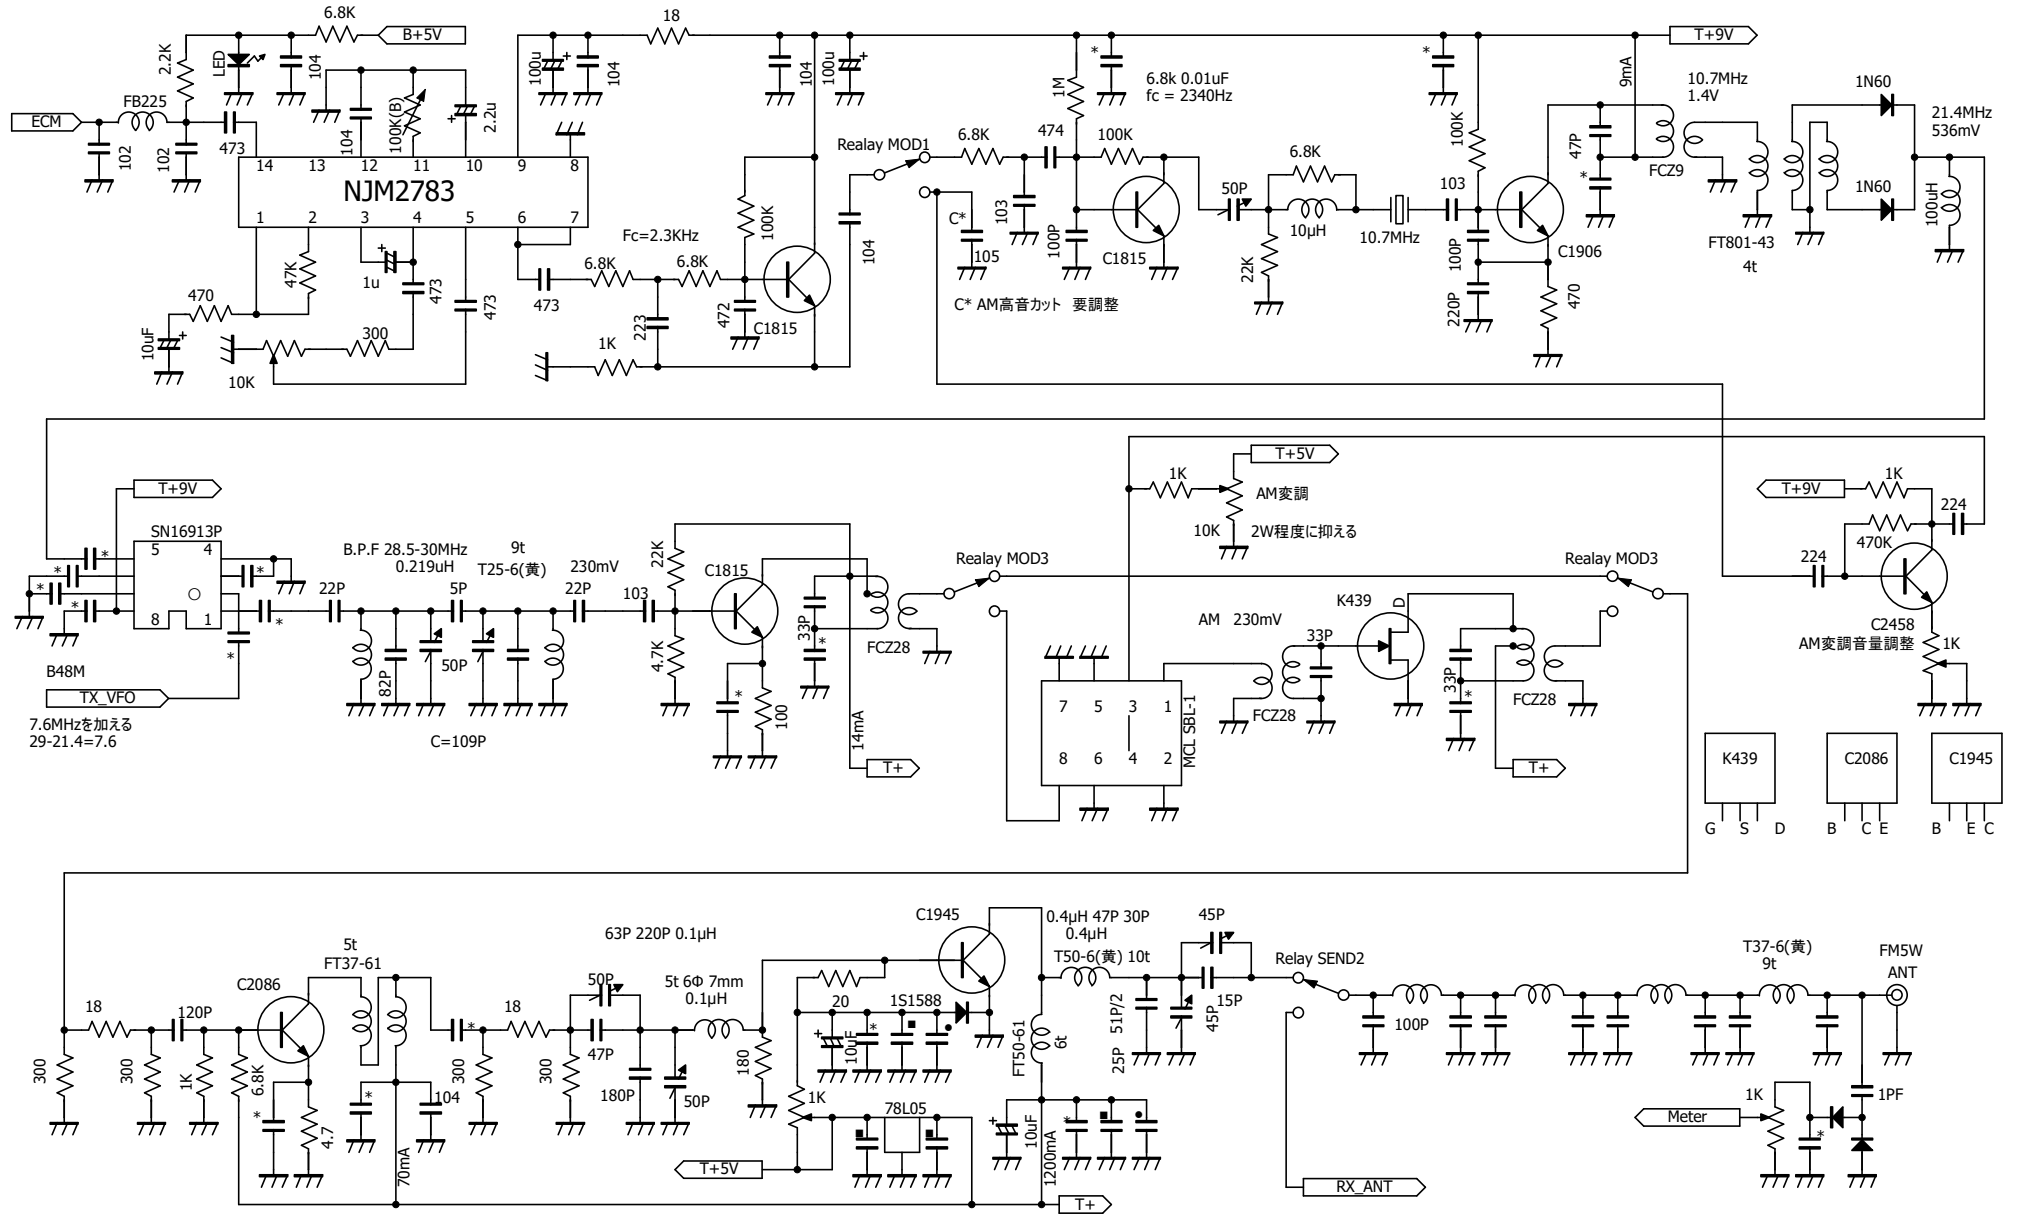 6.8K
B+5V
2.2K
LED
104
FB225
ECM
102
102
473
104
100K(B)
2.2u
100u
104
18
104
100u
T+9V
14 13 12 11 10 9 8
NJM2783
1 2 3 4 5 6 7
47K
470
10uF
1u
473
473
300
10K
473
Fc=2.3KHz
6.8K
6.8K
223
472
100K
C1815
1K
104
Realay MOD1
6.8K
474
1M
*
6.8k 0.01uF
fc = 2340Hz
100K
103
C*
105
100P
C1815
C* AM高音カット 要調整
50P
6.8K
10µH
22K
10.7MHz
103
*
100K
100P
220P
C1906
470
47P
*
9mA
10.7MHz
1.4V
FCZ9
FT801-43
4t
1N60
1N60
21.4MHz
536mV
100uH
T+9V
SN16913P
5 4
8 1
*
*
*
*
*
*
*
B48M
TX_VFO
7.6MHzを加える
29-21.4=7.6
22P
B.P.F 28.5-30MHz
0.219uH
9t
T25-6(黄)
5P
82P
50P
C=109P
230mV
22P
103
22K
4.7K
C1815
*
100
33P
*
14mA
FCZ28
T+
Realay MOD3
1K
T+5V
AM変調
10K
2W程度に抑える
7 5 3 1
8 6 4 2
MCL SBL-1
AM 230mV
FCZ28
33P
K439
D
33P
*
FCZ28
T+
Realay MOD3
T+9V
1K
470K
224
224
C2458
AM変調音量調整
1K
K439
G S D
C2086
B C E
C1945
B E C
18
300
300
120P
1K
6.8K
C2086
*
4.7
5t
FT37-61
*
104
70mA
*
300
18
300
63P 220P 0.1µH
50P
47P
180P
50P
5t 6Φ 7mm
0.1µH
180
20
10uF
*
1S1588
C1945
1K
78L05
T+5V
FT50-61
6t
10uF
*
1200mA
T+
0.4µH 47P 30P
0.4µH
T50-6(黄) 10t
51P/2
25P
45P
45P
15P
Relay SEND2
RX_ANT
100P
T37-6(黄)
9t
FM5W
ANT
1PF
*
1K
Meter